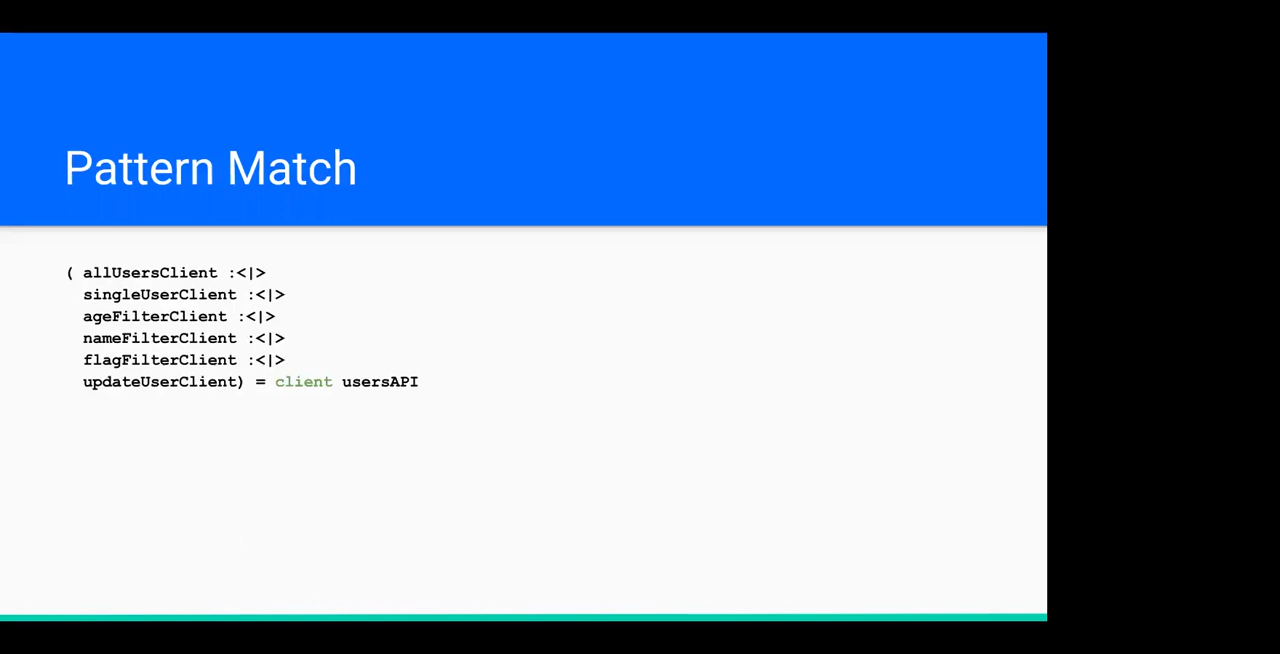 Pattern Match
( allUsersClient :<|>
singleUserClient :<|>
ageFilterClient :<|>
nameFilterClient :<|>
flagFilterClient :<|>
updateUserClient) = client usersAPI